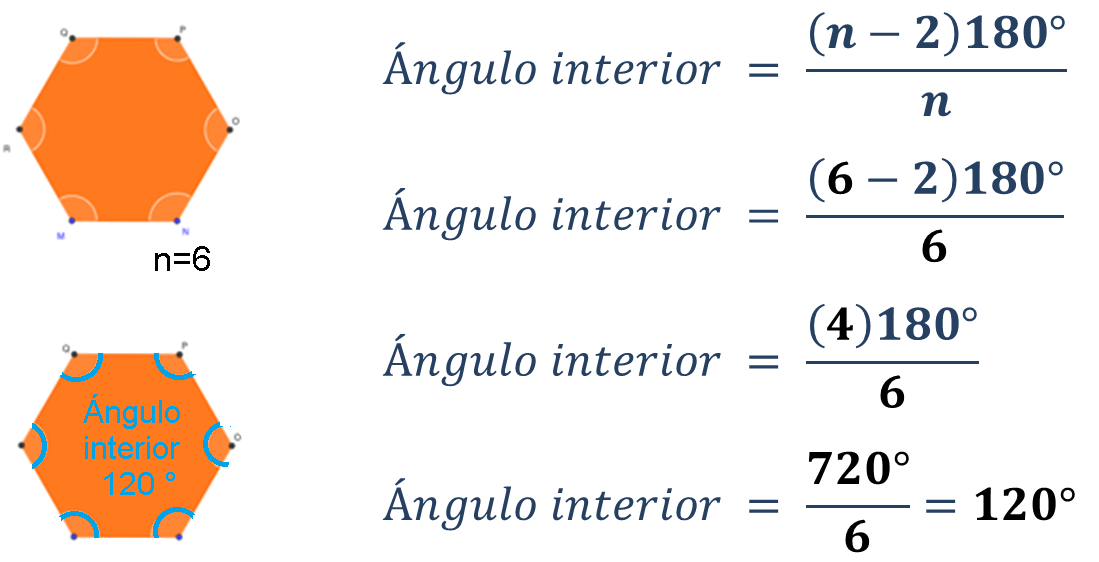 Q P
R O
M N
n=6
Ángulo interior = (n − 2)180° / n
Ángulo interior = (6 − 2)180° / 6
Q P
O
Ángulo
interior
120 °
Ángulo interior = (4)180° / 6
Ángulo interior = 720° / 6 = 120°